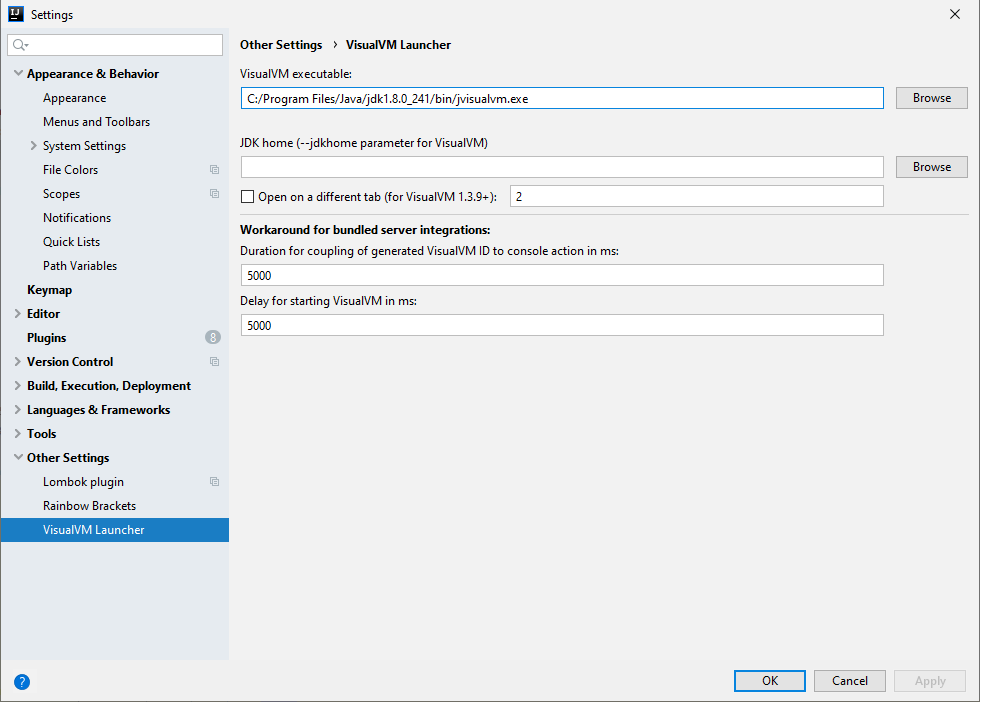 Settings
Other Settings › VisualVM Launcher
Appearance & Behavior
Appearance
Menus and Toolbars
System Settings
File Colors
Scopes
Notifications
Quick Lists
Path Variables
Keymap
Editor
Plugins 8
Version Control
Build, Execution, Deployment
Languages & Frameworks
Tools
Other Settings
Lombok plugin
Rainbow Brackets
VisualVM Launcher
VisualVM executable:
C:/Program Files/Java/jdk1.8.0_241/bin/jvisualvm.exe
Browse
JDK home (--jdkhome parameter for VisualVM)
Browse
Open on a different tab (for VisualVM 1.3.9+): 2
Workaround for bundled server integrations:
Duration for coupling of generated VisualVM ID to console action in ms:
5000
Delay for starting VisualVM in ms:
5000
? OK Cancel Apply